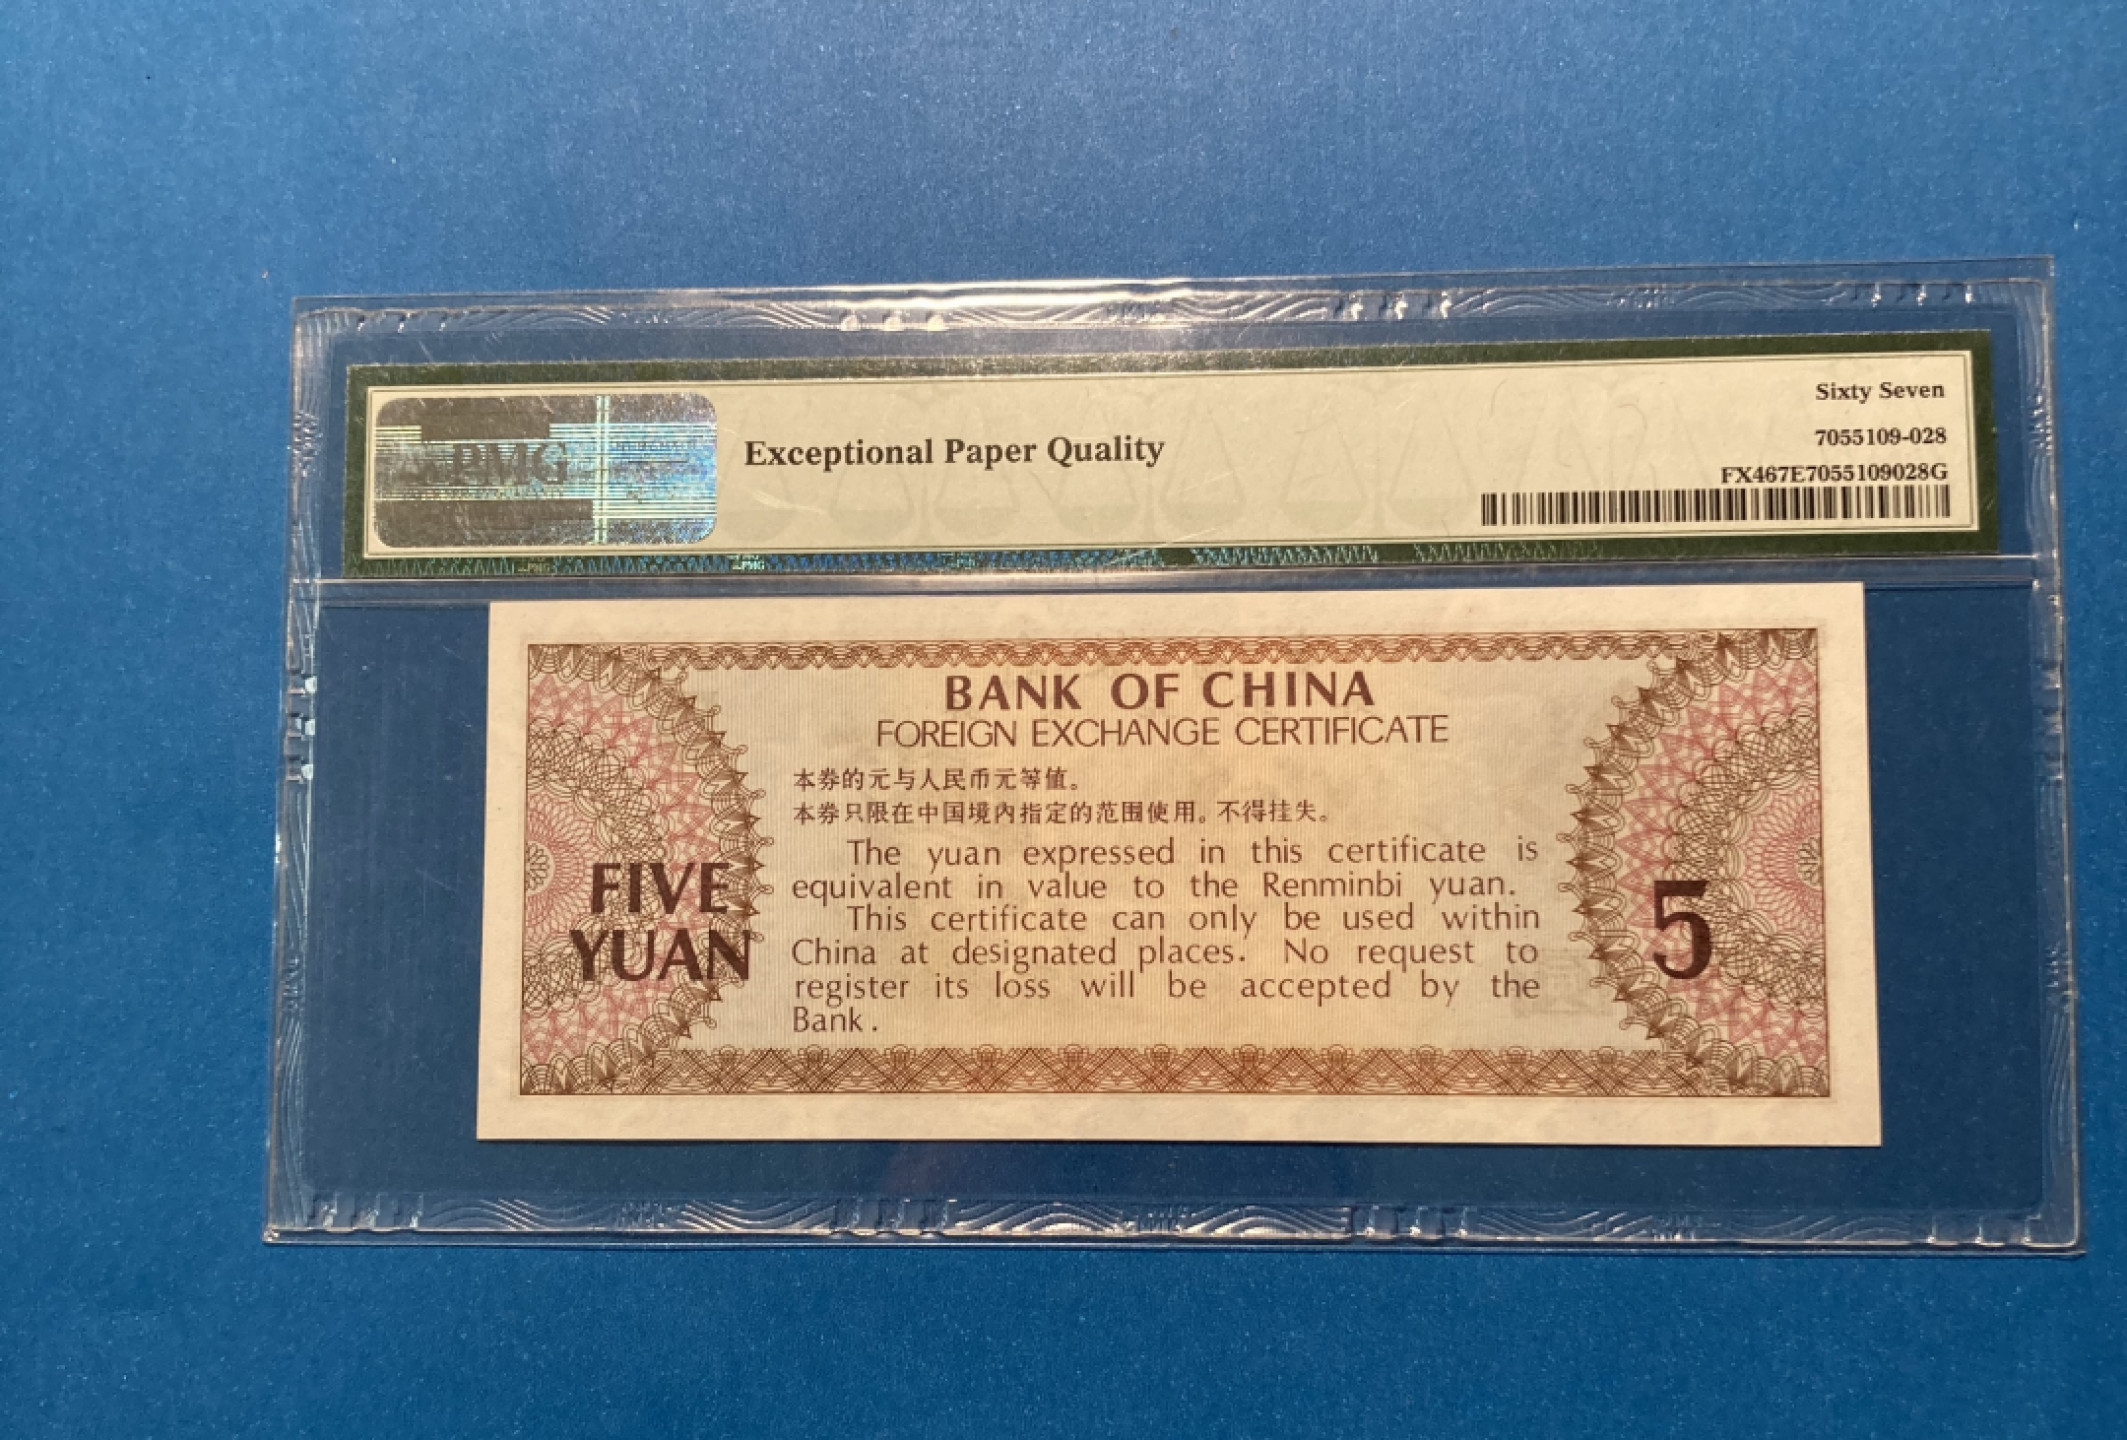 PMG
Exceptional Paper Quality
Sixty Seven
7055109-028
FX467E7055109028G
BANK OF CHINA
FOREIGN EXCHANGE CERTIFICATE
本券的元与人民币元等值。
本券只限在中国境内指定的范围使用。不得挂失。
The yuan expressed in this certificate is
equivalent in value to the Renminbi yuan.
This certificate can only be used within
China at designated places. No request to
register its loss will be accepted by the
Bank.
FIVE
YUAN
5